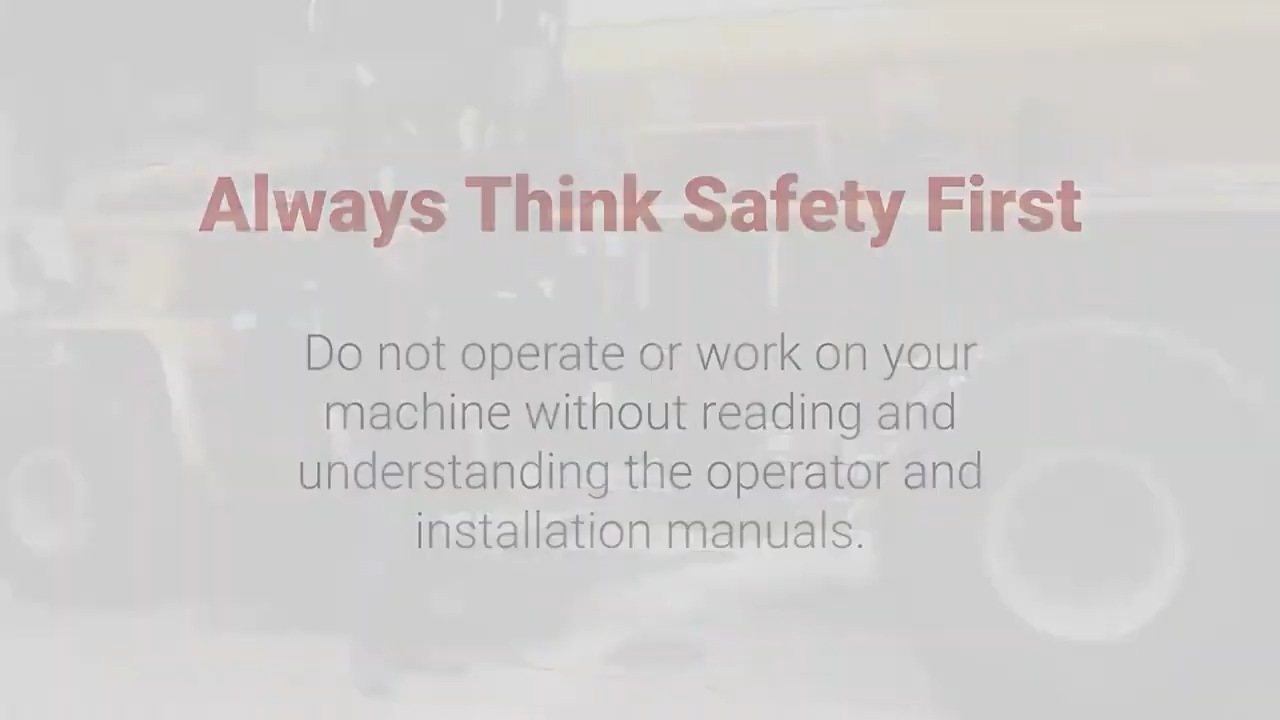 Always Think Safety First
Do not operate or work on your
machine without reading and
understanding the operator and
installation manuals.